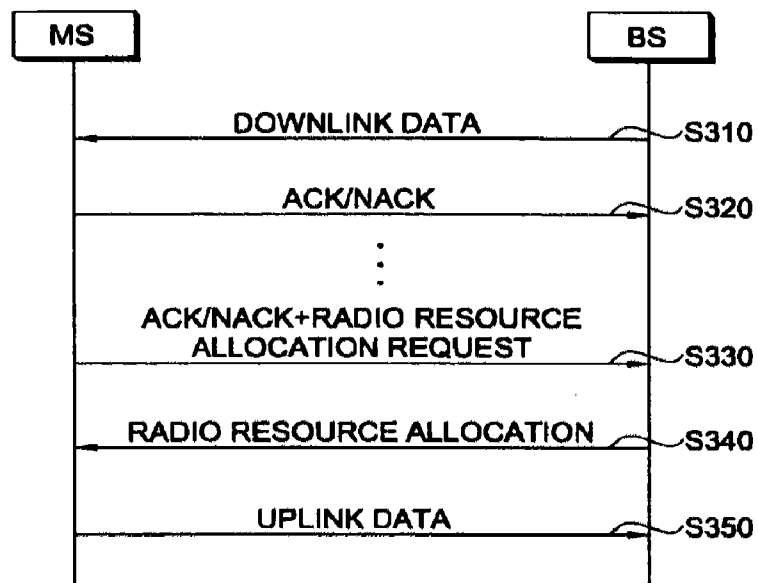 MS
BS
DOWNLINK DATA
S310
ACK/NACK
S320
ACK/NACK+RADIO RESOURCE
ALLOCATION REQUEST
S330
RADIO RESOURCE ALLOCATION
S340
UPLINK DATA
S350